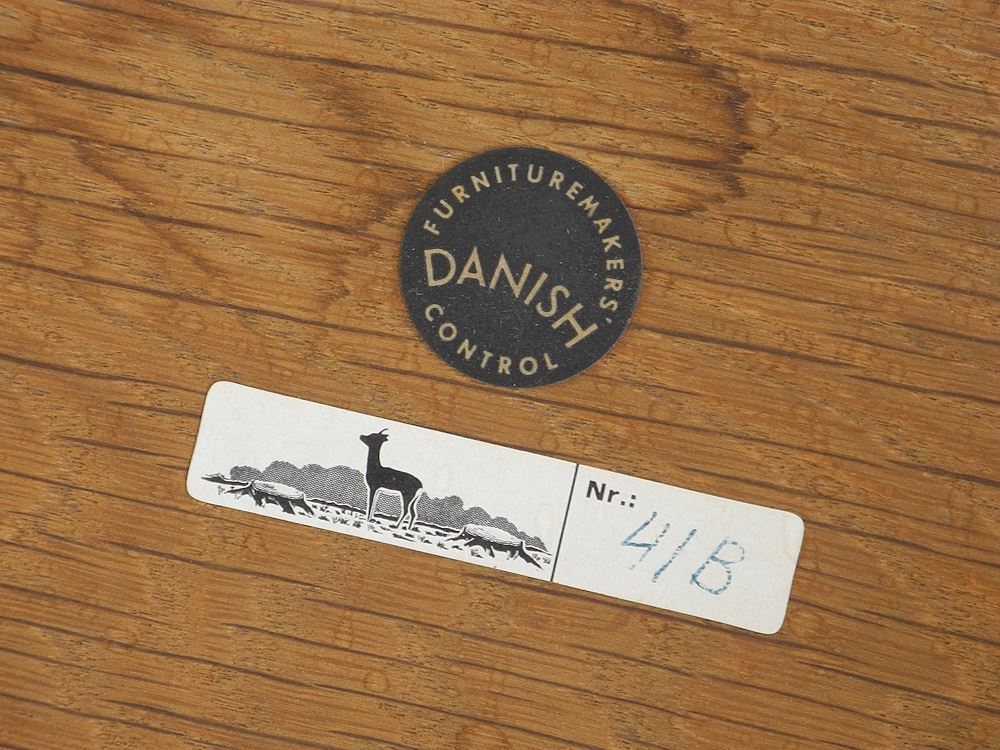 FURNITUREMAKERS'
DANISH
CONTROL
Nr.:
41B